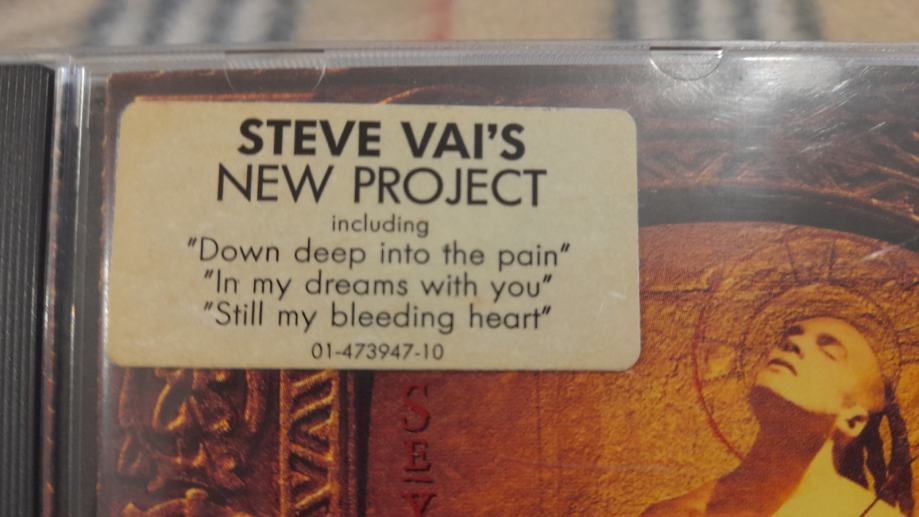 STEVE VAI'S
NEW PROJECT
including
"Down deep into the pain"
"In my dreams with you"
"Still my bleeding heart"
01-473947-10